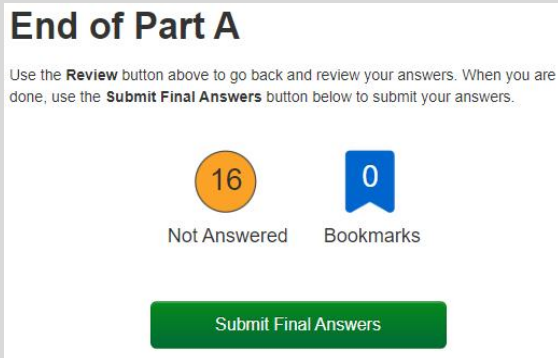 End of Part A
Use the Review button above to go back and review your answers. When you are
done, use the Submit Final Answers button below to submit your answers.
16
0
Not Answered
Bookmarks
Submit Final Answers